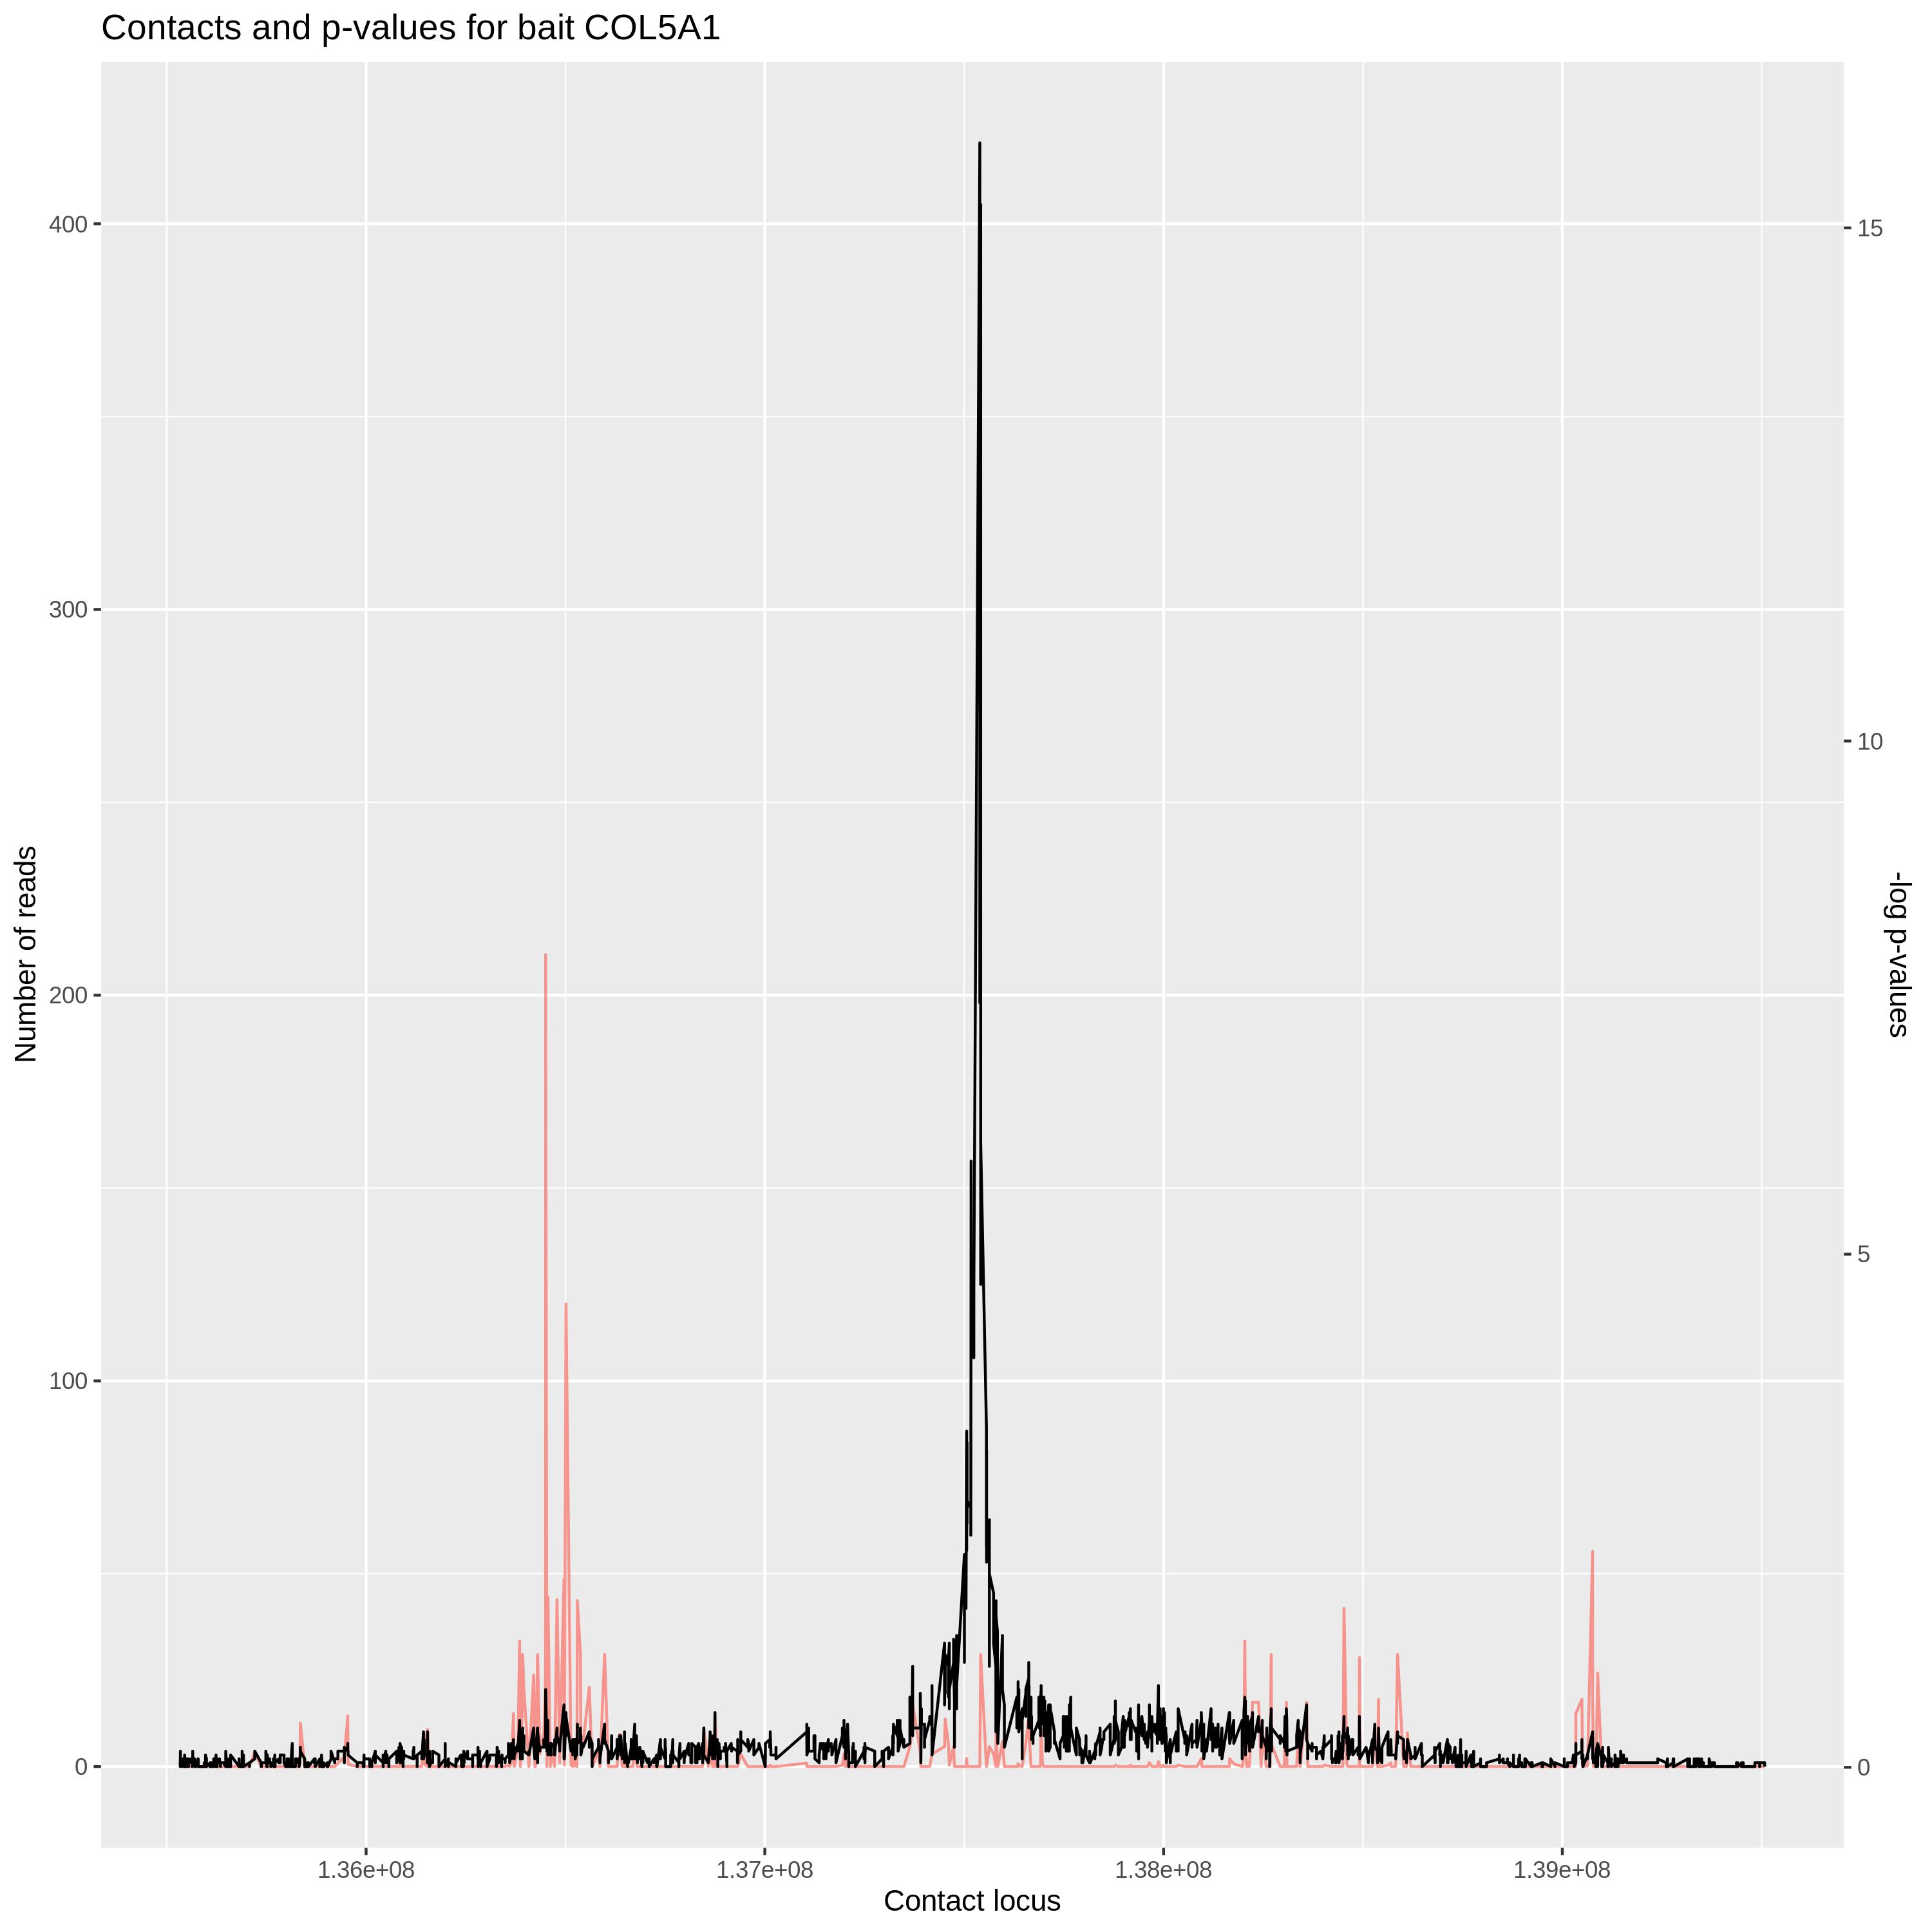 Contacts and p-values for bait COL5A1
Number of reads
400
300
200
100
0
15
10
5
0
-log p-values
1.36e+08
1.37e+08
1.38e+08
1.39e+08
Contact locus